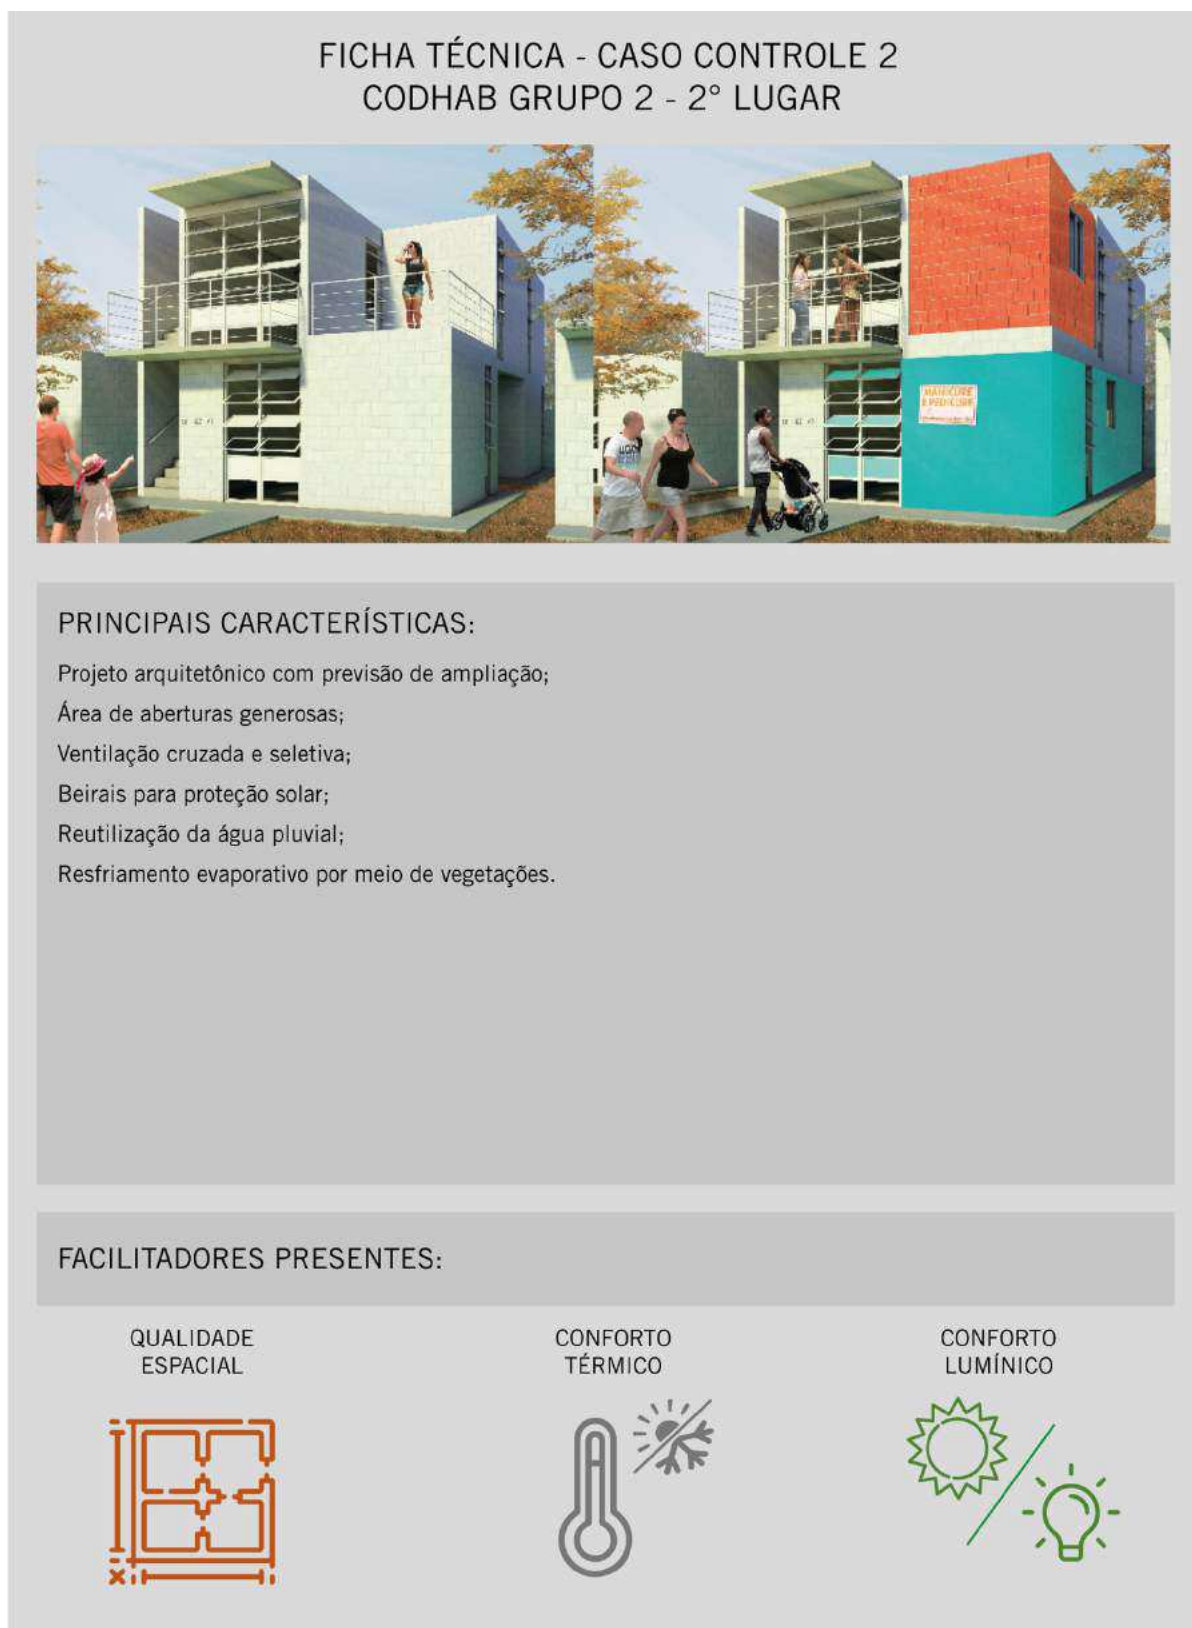 FICHA TÉCNICA - CASO CONTROLE 2
CODHAB GRUPO 2 - 2° LUGAR
MANICURE
E PEDICURE
PRINCIPAIS CARACTERÍSTICAS:
Projeto arquitetônico com previsão de ampliação;
Área de aberturas generosas;
Ventilação cruzada e seletiva;
Beirais para proteção solar;
Reutilização da água pluvial;
Resfriamento evaporativo por meio de vegetações.
FACILITADORES PRESENTES:
QUALIDADE
ESPACIAL
CONFORTO
TÉRMICO
CONFORTO
LUMÍNICO